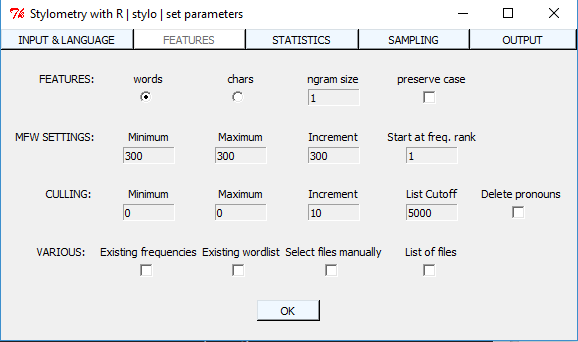 Stylometry with R | stylo | set parameters
INPUT & LANGUAGE FEATURES STATISTICS SAMPLING OUTPUT
FEATURES: words chars ngram size preserve case
1
MFW SETTINGS: Minimum Maximum Increment Start at freq. rank
300 300 300 1
CULLING: Minimum Maximum Increment List Cutoff Delete pronouns
0 0 10 5000
VARIOUS: Existing frequencies Existing wordlist Select files manually List of files
OK